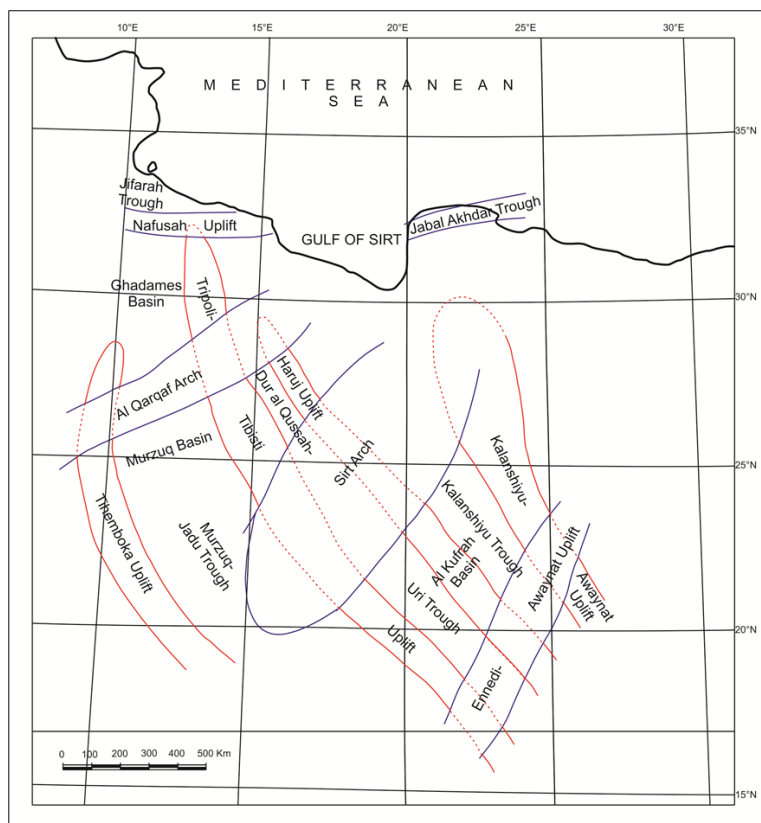 10°E 15°E 20°E 25°E 30°E
M E D I T E R R A N E A N
S E A
35°N
Jifarah
Trough
Nafusah Uplift
Jabal Akhdar Trough
GULF OF SIRT
Ghadames
Basin
Tripoli-
30°N
Haruj Uplift
Al Qarqaf Arch
Dur al Qussah-
Tibisti
Murzuq Basin
Sirt Arch
Kalanshiyu-
25°N
Tihemboka Uplift
Murzuq-
Jadu Trough
Kalanshiyu Trough
Al Kufrah
Basin
Awaynat Uplift
Awaynat
Uplift
Uri Trough
Uplift
20°N
Ennedi-
0 100 200 300 400 500 Km
15°N